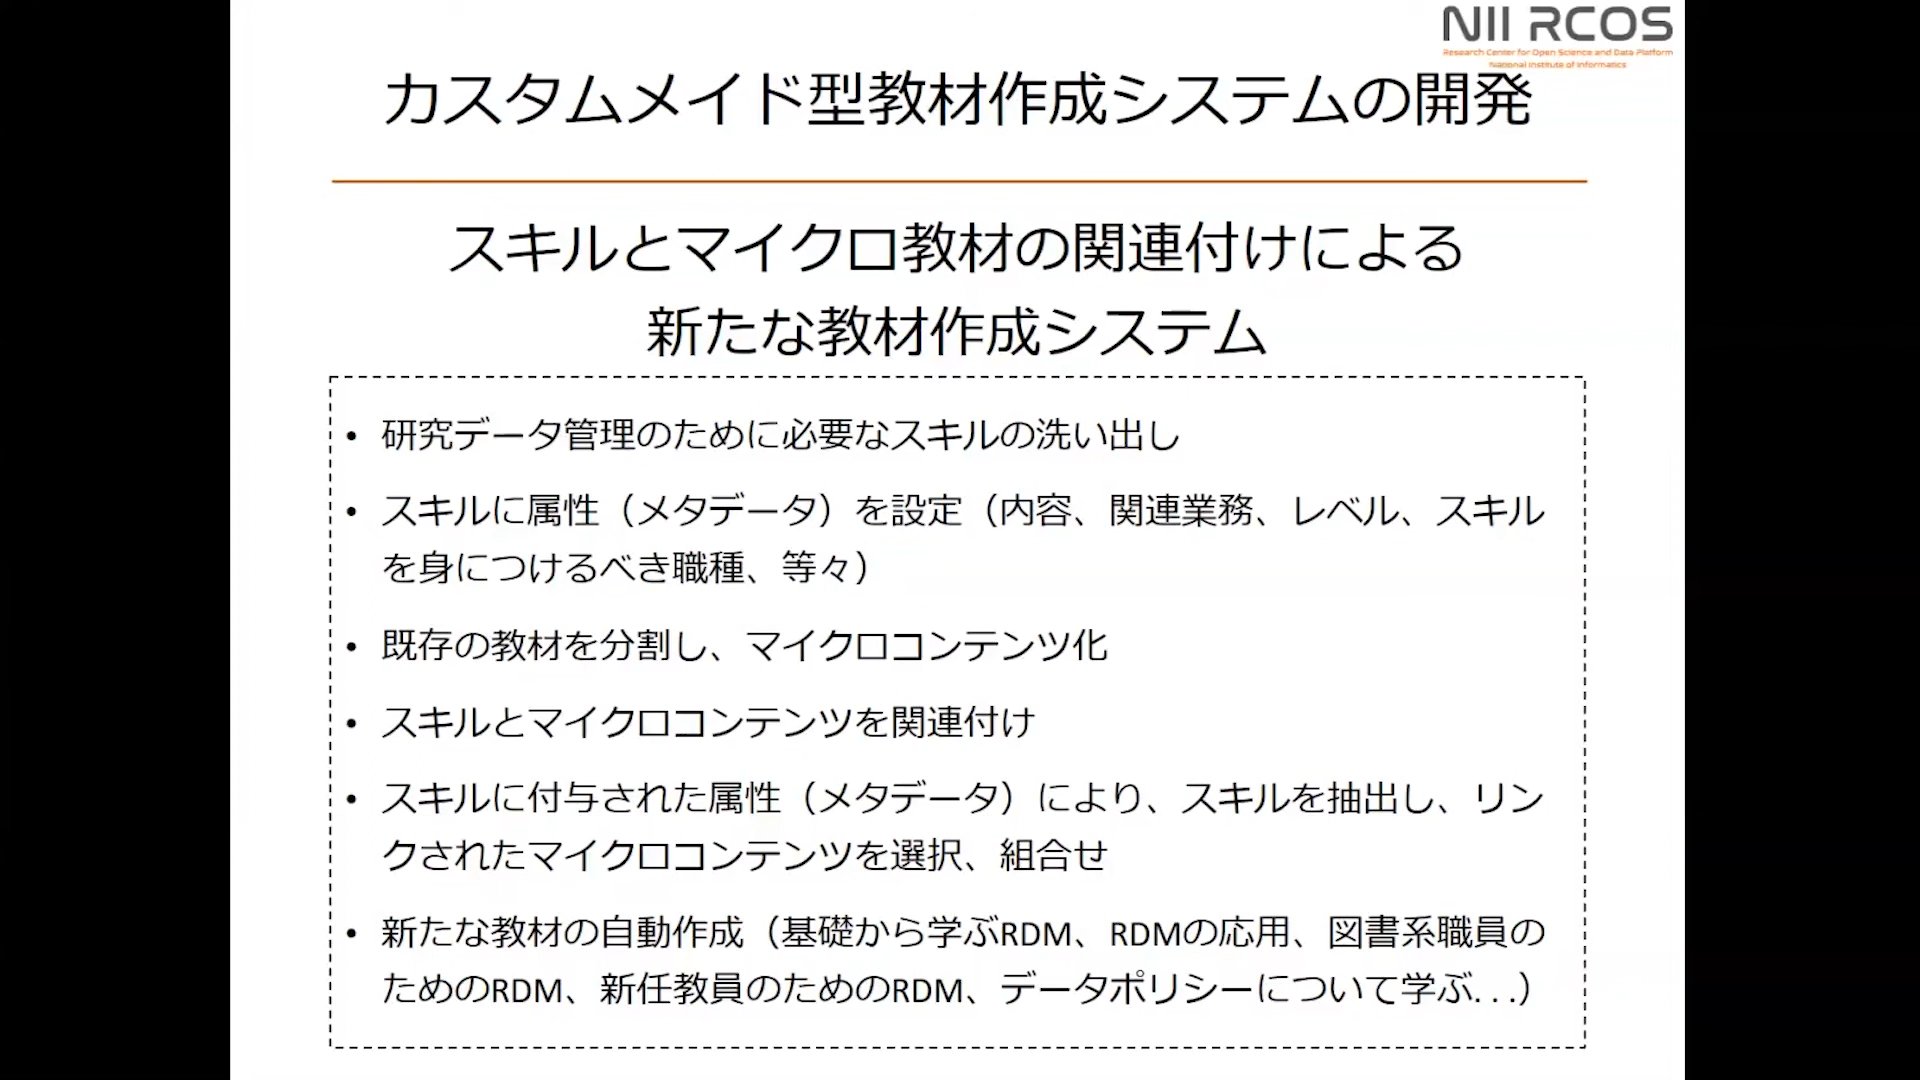 NII RCOS
Research Center for Open Science and Data Platform
National Institute of Informatics
カスタムメイド型教材作成システムの開発
スキルとマイクロ教材の関連付けによる
新たな教材作成システム
• 研究データ管理のために必要なスキルの洗い出し
• スキルに属性（メタデータ）を設定（内容、関連業務、レベル、スキル
を身につけるべき職種、等々）
• 既存の教材を分割し、マイクロコンテンツ化
• スキルとマイクロコンテンツを関連付け
• スキルに付与された属性（メタデータ）により、スキルを抽出し、リン
クされたマイクロコンテンツを選択、組合せ
• 新たな教材の自動作成（基礎から学ぶRDM、RDMの応用、図書系職員の
ためのRDM、新任教員のためのRDM、データポリシーについて学ぶ...）